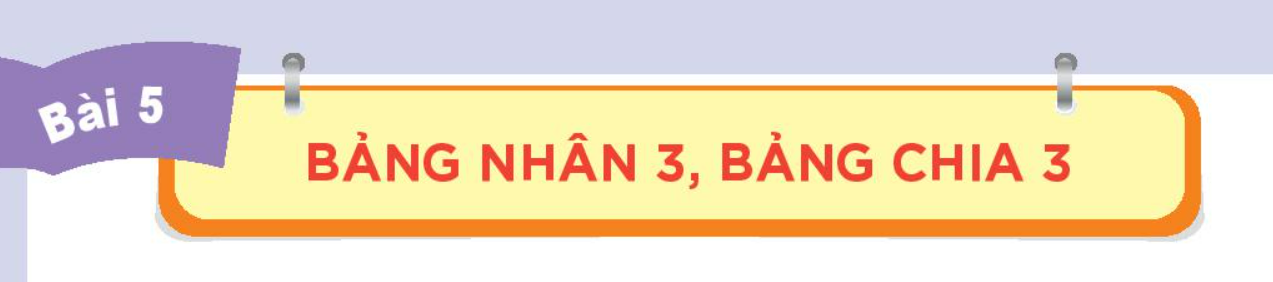 Bài 5
BẢNG NHÂN 3, BẢNG CHIA 3